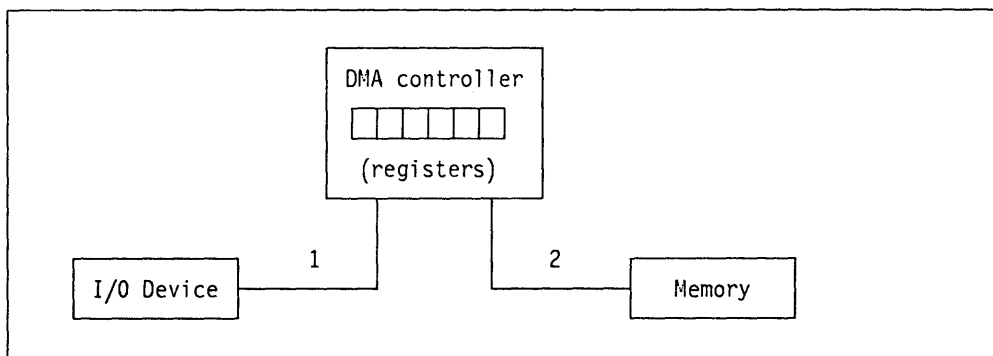 DMA controller
(registers)
1
2
I/O Device
Memory